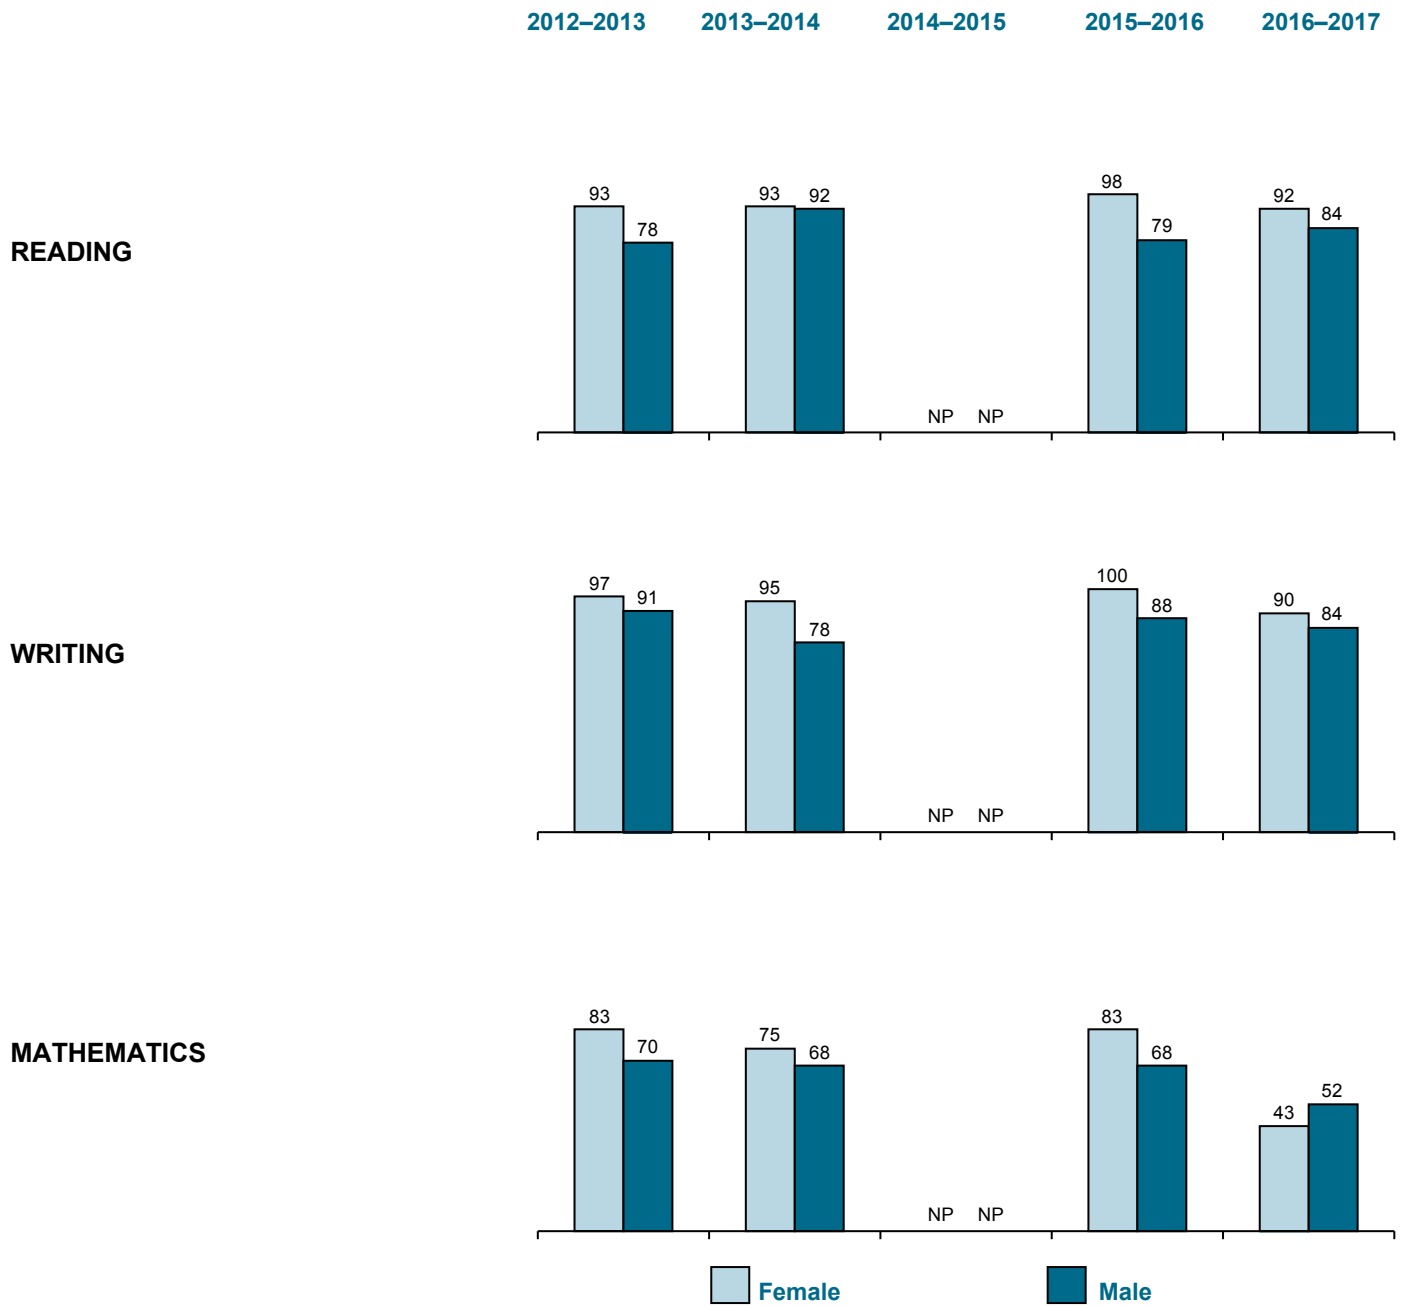 2012–2013 2013–2014 2014–2015 2015–2016 2016–2017
READING
93 78 93 92 NP NP 98 79 92 84
WRITING
97 91 95 78 NP NP 100 88 90 84
MATHEMATICS
83 70 75 68 NP NP 83 68 43 52
Female Male